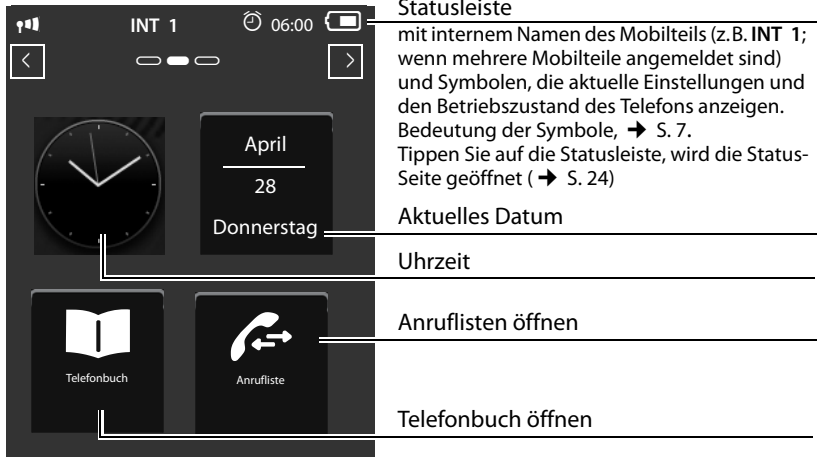 Statusleiste
INT 1 06:00
mit internem Namen des Mobilteils (z. B. INT 1;
wenn mehrere Mobilteile angemeldet sind)
und Symbolen, die aktuelle Einstellungen und
den Betriebszustand des Telefons anzeigen.
Bedeutung der Symbole, ➔ S. 7.
Tippen Sie auf die Statusleiste, wird die Status-
Seite geöffnet ( ➔ S. 24)
April
28
Donnerstag
Aktuelles Datum
Uhrzeit
Anruflisten öffnen
Telefonbuch
Anrufliste
Telefonbuch öffnen